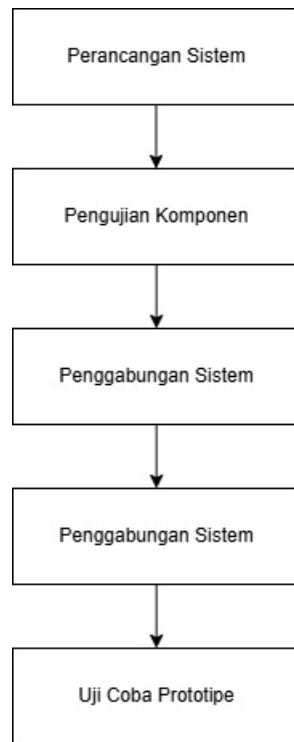 Perancangan Sistem
Pengujian Komponen
Penggabungan Sistem
Penggabungan Sistem
Uji Coba Prototipe